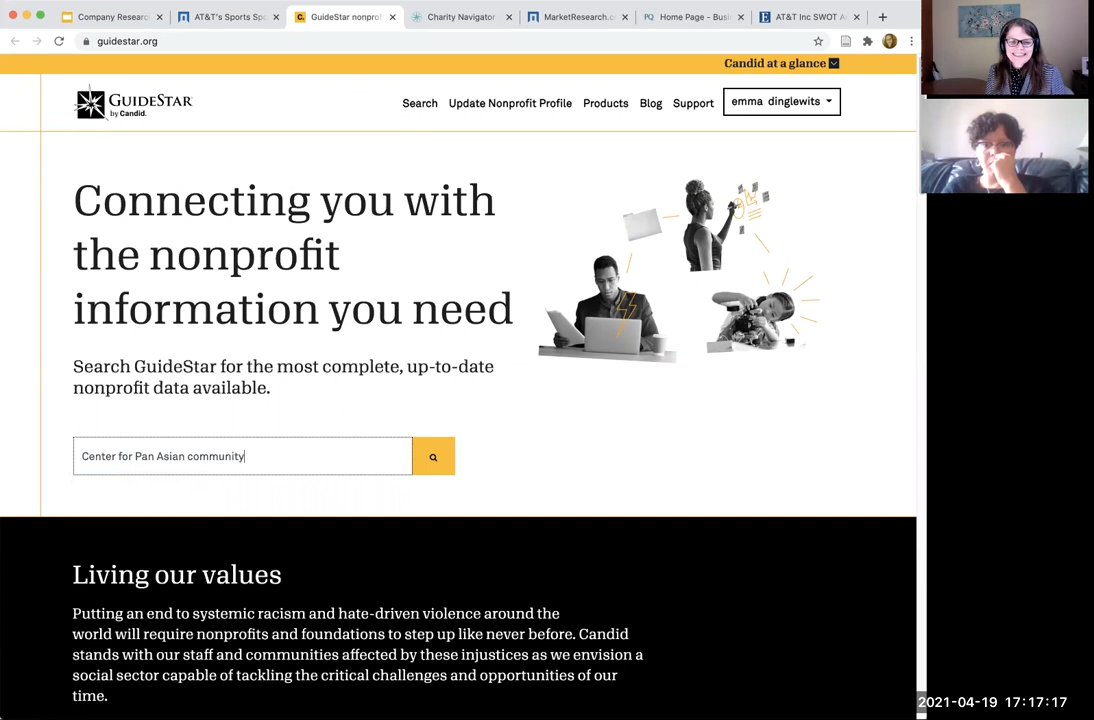 Company Researc
AT&T's Sports Spo
GuideStar nonprof
Charity Navigator
MarketResearch.c
Home Page - Busi
AT&T Inc SWOT A
guidestar.org
Candid at a glance
GUIDESTAR
by Candid.
Search
Update Nonprofit Profile
Products
Blog
Support
emma dinglewits
Connecting you with
the nonprofit
information you need
Search GuideStar for the most complete, up-to-date
nonprofit data available.
Center for Pan Asian community
Living our values
Putting an end to systemic racism and hate-driven violence around the
world will require nonprofits and foundations to step up like never before. Candid
stands with our staff and communities affected by these injustices as we envision a
social sector capable of tackling the critical challenges and opportunities of our
time.
2021-04-19 17:17:17